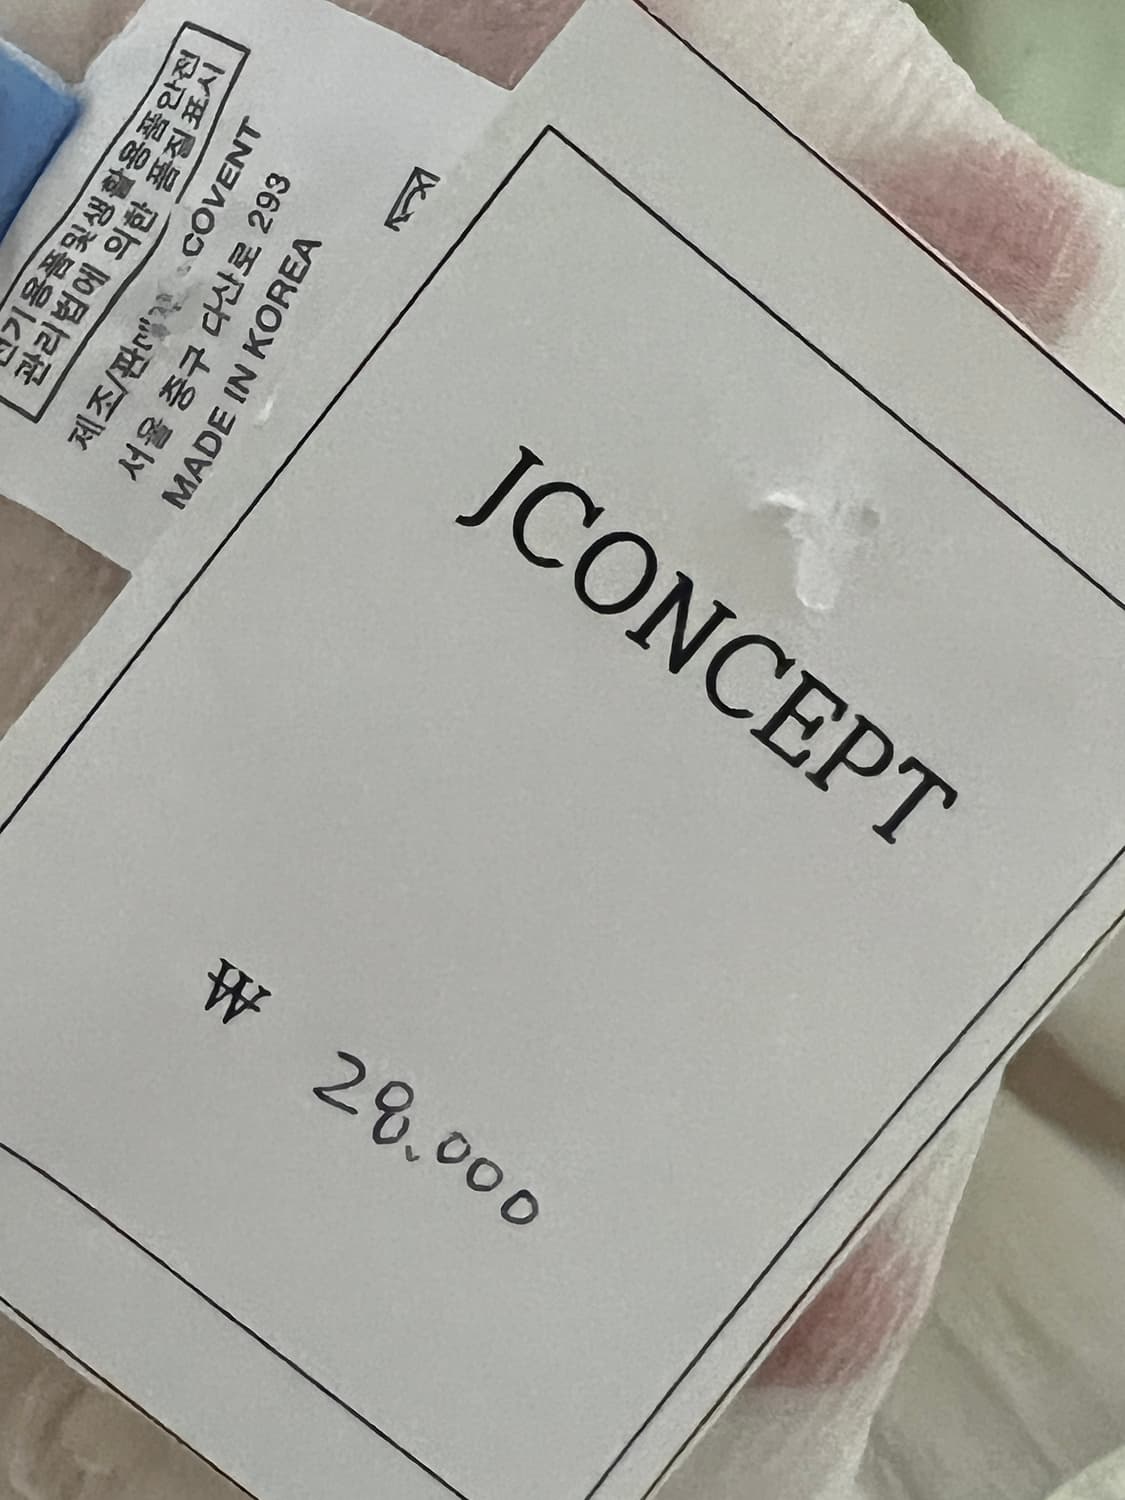 전기용품및생활용품안전
관리법에 의한 품질표시
제조/판매 COVENT
서울 중구 다산로 293
MADE IN KOREA
JCONCEPT
₩ 28.000